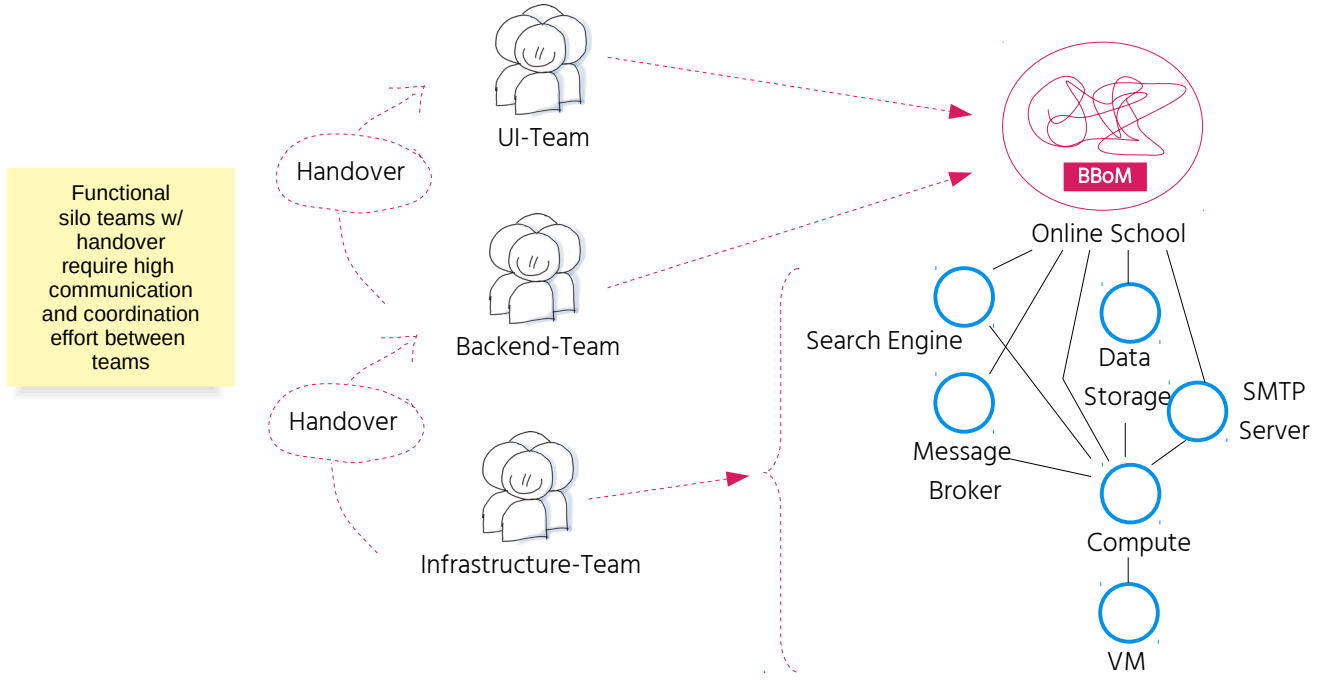 Functional
silo teams w/
handover
require high
communication
and coordination
effort between
teams
Handover
Handover
UI-Team
Backend-Team
Infrastructure-Team
BBoM
Online School
Search Engine
Data
Storage
SMTP
Server
Message
Broker
Compute
VM